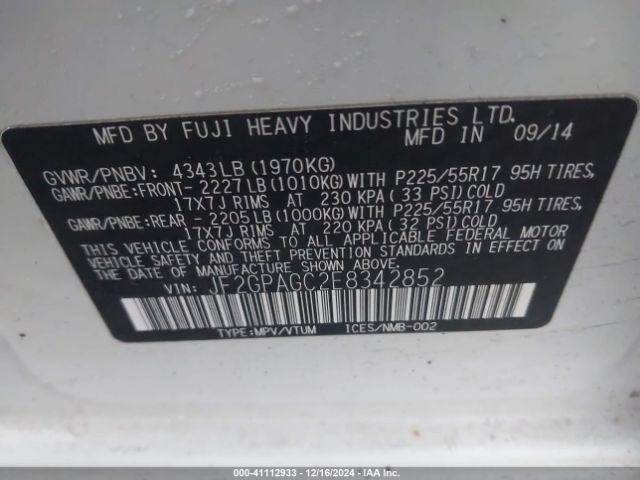 MFD BY FUJI HEAVY INDUSTRIES LTD.
MFD IN 09/14
GVWR/PNBV: 4343LB(1970KG)
GAWR/PNBE:FRONT- 2227LB(1010KG)WITH P225/55R17 95H TIRES,
17X7J RIMS AT 230 KPA(33 PSI)COLD
GAWR/PNBE:REAR - 2205LB(1000KG)WITH P225/55R17 95H TIRES,
17X7J RIMS AT 220 KPA(32 PSI)COLD.
THIS VEHICLE CONFORMS TO ALL APPLICABLE FEDERAL MOTOR
VEHICLE SAFETY AND THEFT PREVENTION STANDARDS IN EFFECT ON
THE DATE OF MANUFACTURE SHOWN ABOVE.
VIN: JF2GPAGC2E8342852
TYPE:MPV/VTUM ICES/NMB-002
000-41112933 - 12/16/2024 - IAA Inc.